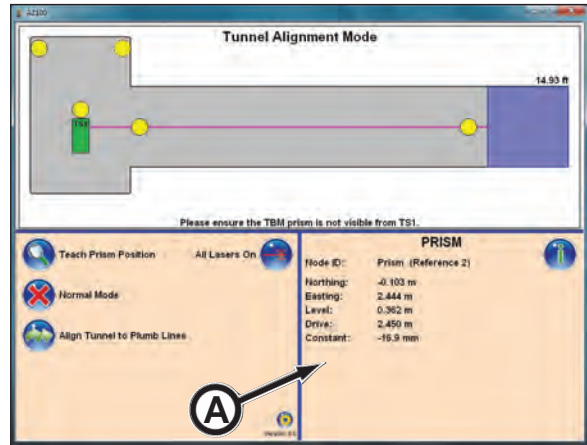 AZ100
Tunnel Alignment Mode
14.93 ft
TS1
Please ensure the TBM prism is not visible from TS1.
Teach Prism Position
All Lasers On
Normal Mode
Align Tunnel to Plumb Lines
PRISM
Node ID: Prism (Reference 2)
Northing: -0.103 m
Easting: 2.444 m
Level: 0.362 m
Drive: 2.450 m
Constant: -16.9 mm
A
Version